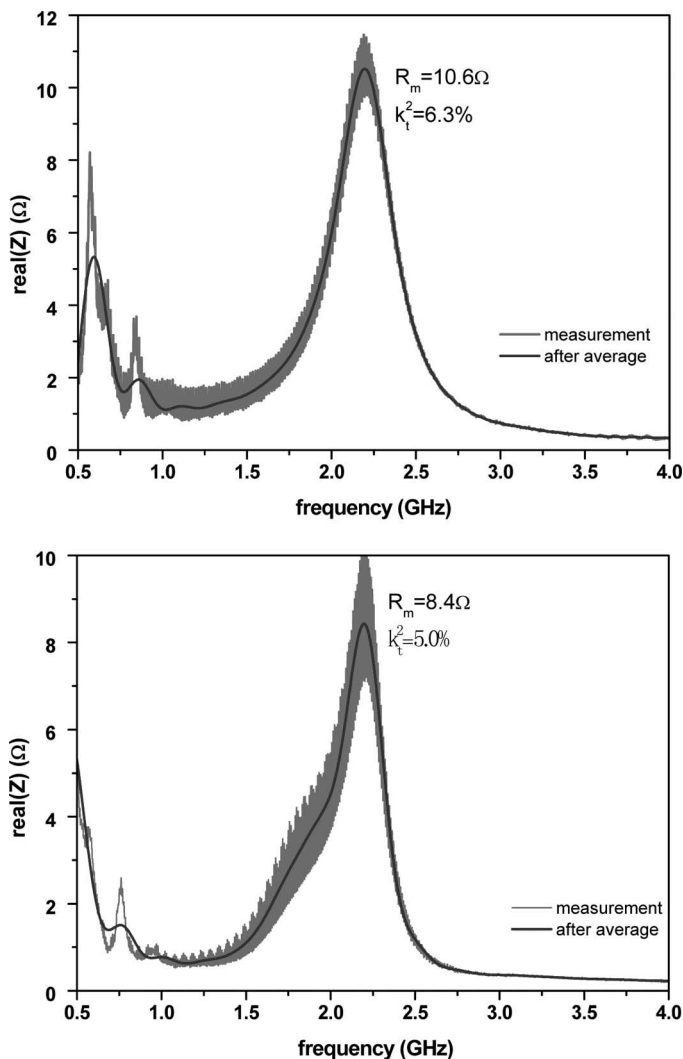 12
10
8
6
4
2
0
real(Z) (Ω)
R_m=10.6Ω
k_t^2=6.3%
measurement
after average
0.5 1.0 1.5 2.0 2.5 3.0 3.5 4.0
frequency (GHz)
10
8
6
4
2
0
real(Z) (Ω)
R_m=8.4Ω
k_t^2=5.0%
measurement
after average
0.5 1.0 1.5 2.0 2.5 3.0 3.5 4.0
frequency (GHz)